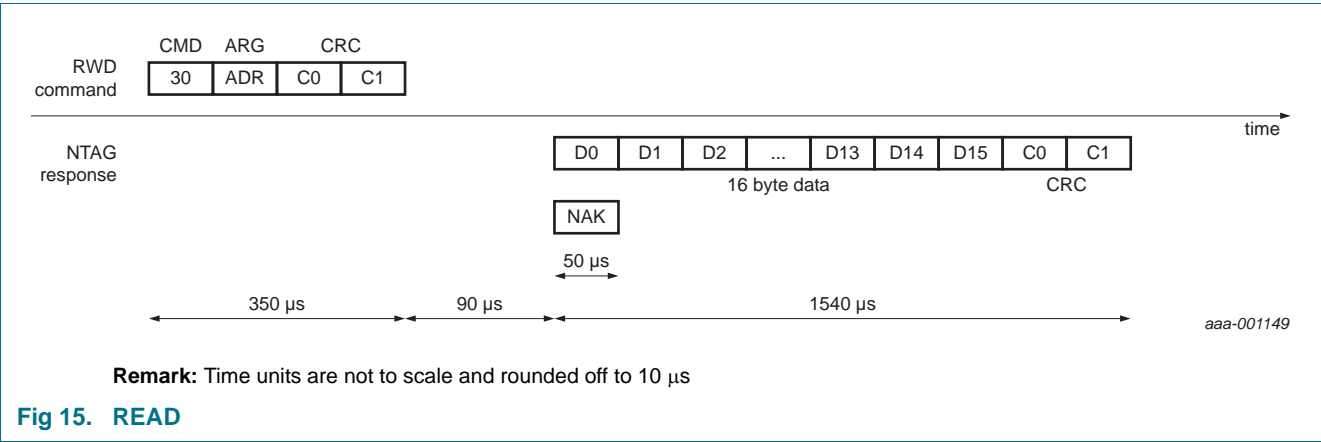 CMD ARG CRC
RWD
command
30 ADR C0 C1
time
NTAG
response
D0 D1 D2 ... D13 D14 D15 C0 C1
16 byte data CRC
NAK
50 µs
350 µs 90 µs 1540 µs
aaa-001149
Remark: Time units are not to scale and rounded off to 10 µs
Fig 15. READ